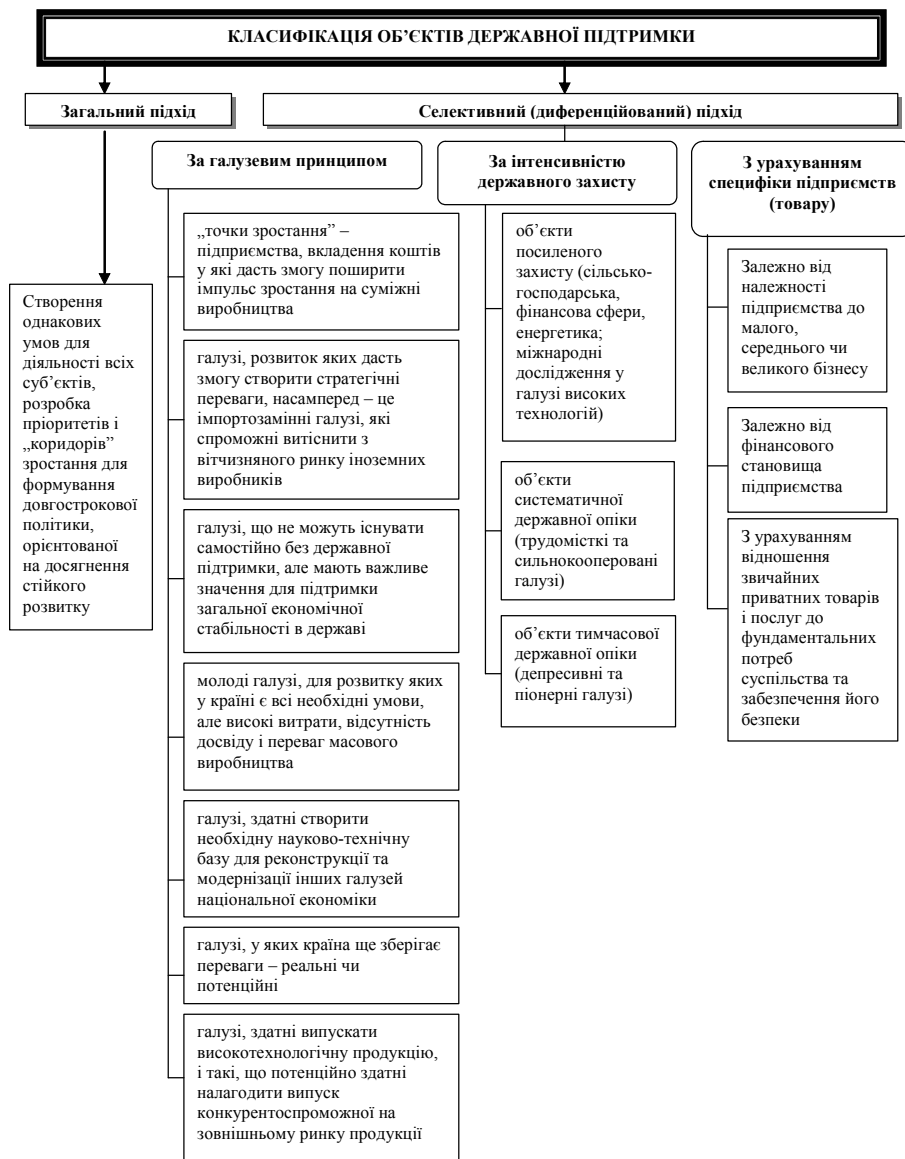 КЛАСИФІКАЦІЯ ОБ’ЄКТІВ ДЕРЖАВНОЇ ПІДТРИМКИ
Загальний підхід
Селективний (диференційований) підхід
Створення
однакових
умов для
діяльності всіх
суб’єктів,
розробка
пріоритетів і
„коридорів”
зростання для
формування
довгострокової
політики,
орієнтованої
на досягнення
стійкого
розвитку
За галузевим принципом
„точки зростання” –
підприємства, вкладення коштів
у які дасть змогу поширити
імпульс зростання на суміжні
виробництва
галузі, розвиток яких дасть
змогу створити стратегічні
переваги, насамперед – це
імпортозамінні галузі, які
спроможні витіснити з
вітчизняного ринку іноземних
виробників
галузі, що не можуть існувати
самостійно без державної
підтримки, але мають важливе
значення для підтримки
загальної економічної
стабільності в державі
молоді галузі, для розвитку яких
у країні є всі необхідні умови,
але високі витрати, відсутність
досвіду і переваг масового
виробництва
галузі, здатні створити
необхідну науково-технічну
базу для реконструкції та
модернізації інших галузей
національної економіки
галузі, у яких країна ще зберігає
переваги – реальні чи
потенційні
галузі, здатні випускати
високотехнологічну продукцію,
і такі, що потенційно здатні
налагодити випуск
конкурентоспроможної на
зовнішньому ринку продукції
За інтенсивністю
державного захисту
об’єкти
посиленого
захисту (сільсько-
господарська,
фінансова сфери,
енергетика;
міжнародні
дослідження у
галузі високих
технологій)
об’єкти
систематичної
державної опіки
(трудомісткі та
сильнокооперовані
галузі)
об’єкти тимчасової
державної опіки
(депресивні та
піонерні галузі)
З урахуванням
специфіки підприємств
(товару)
Залежно від
належності
підприємства до
малого,
середнього чи
великого бізнесу
Залежно від
фінансового
становища
підприємства
З урахуванням
відношення
звичайних
приватних товарів
і послуг до
фундаментальних
потреб
суспільства та
забезпечення його
безпеки